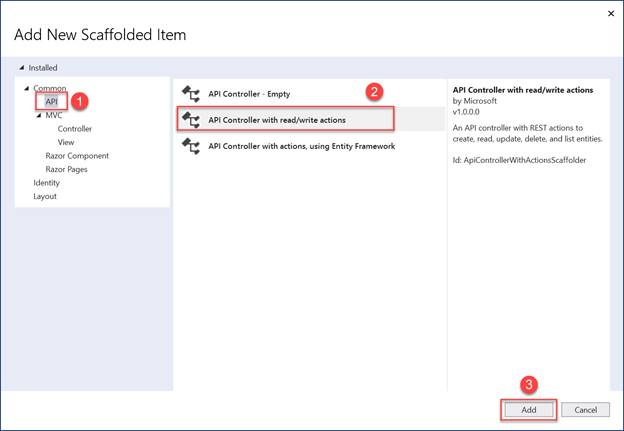 Add New Scaffolded Item
Installed
Common
API
1
MVC
Controller
View
Razor Component
Razor Pages
Identity
Layout
API Controller - Empty
2
API Controller with read/write actions
API Controller with actions, using Entity Framework
API Controller with read/write actions
by Microsoft
v1.0.0.0
An API controller with REST actions to
create, read, update, delete, and list entities.
Id: ApiControllerWithActionsScaffolder
3
Add
Cancel